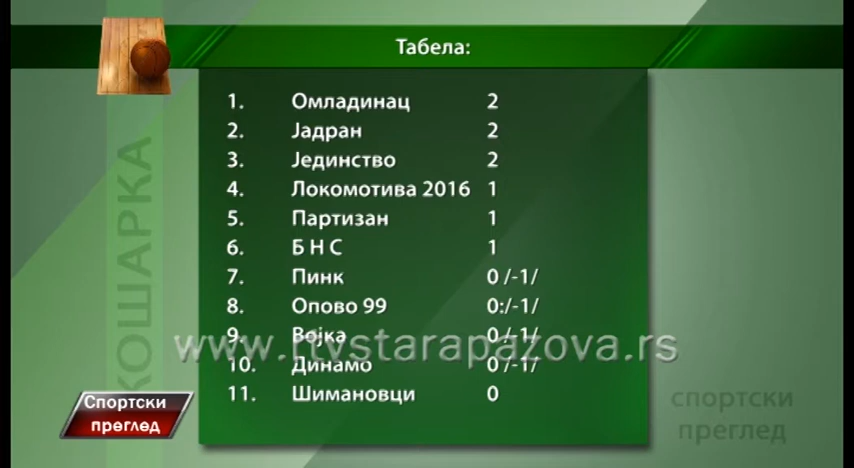 Табела:
1. Омладинац 2
2. Јадран 2
3. Јединство 2
4. Локомотива 2016 1
5. Партизан 1
6. Б Н С 1
7. Пинк 0 /-1/
8. Опово 99 0:/-1/
9. Војка 0 /-1/
10. Динамо 0 /-1/
11. Шимановци 0
КОШАРКА
www.rtvstarapazova.rs
Спортски
преглед
спортски
преглед